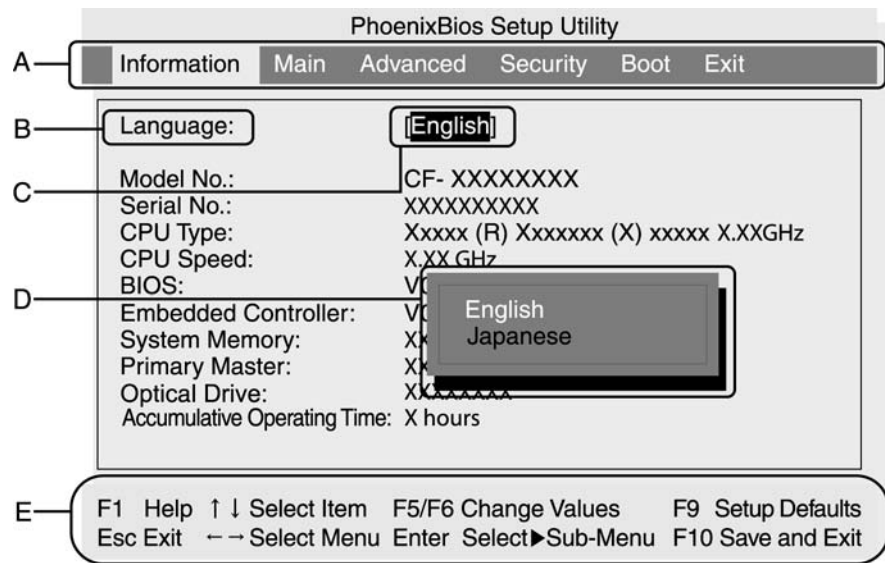 PhoenixBios Setup Utility
A Information Main Advanced Security Boot Exit
B Language: [English]
C
Model No.: CF- XXXXXXXX
Serial No.: XXXXXXXXXX
CPU Type: Xxxxx (R) Xxxxxxx (X) xxxxx X.XXGHz
CPU Speed: X.XX GHz
BIOS:
D
Embedded Controller:
English
System Memory:
Japanese
Primary Master:
Optical Drive: XXXXXXXX
Accumulative Operating Time: X hours
E
F1 Help ↑↓ Select Item F5/F6 Change Values F9 Setup Defaults
Esc Exit ←→ Select Menu Enter Select▶Sub-Menu F10 Save and Exit